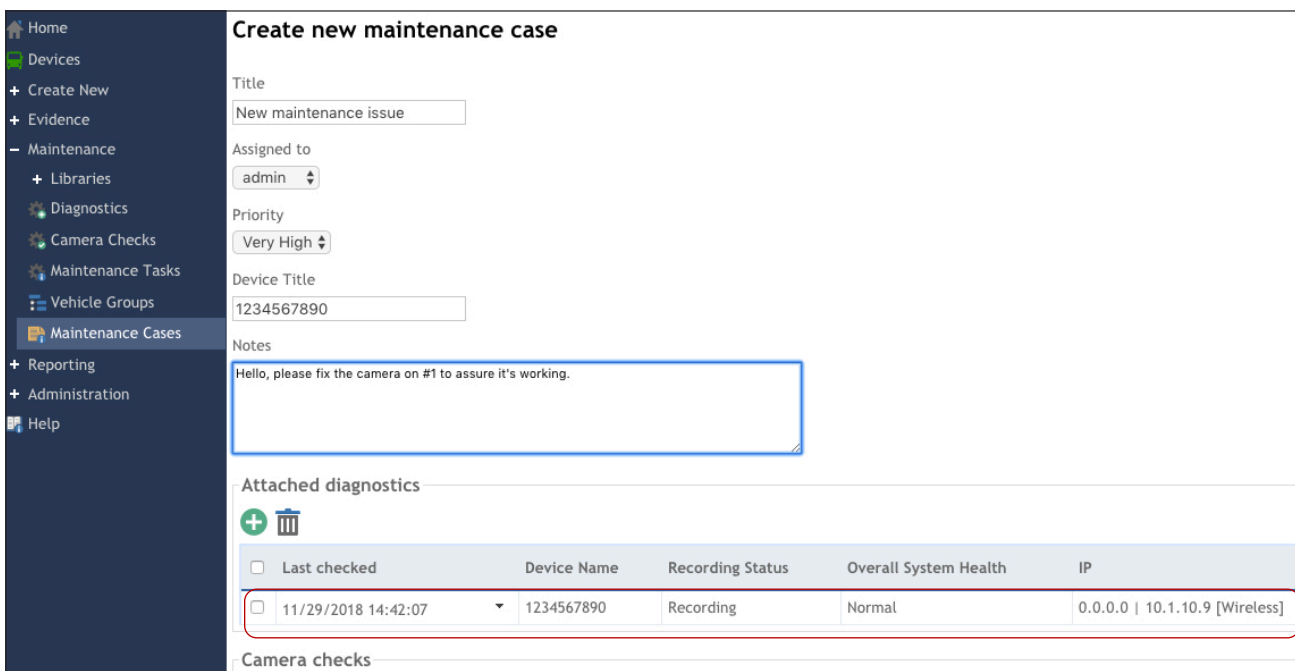 Home
Devices
+ Create New
+ Evidence
− Maintenance
+ Libraries
Diagnostics
Camera Checks
Maintenance Tasks
Vehicle Groups
Maintenance Cases
+ Reporting
+ Administration
Help
Create new maintenance case
Title
New maintenance issue
Assigned to
admin
Priority
Very High
Device Title
1234567890
Notes
Hello, please fix the camera on #1 to assure it's working.
Attached diagnostics
Last checked Device Name Recording Status Overall System Health IP
11/29/2018 14:42:07 1234567890 Recording Normal 0.0.0.0 | 10.1.10.9 [Wireless]
Camera checks